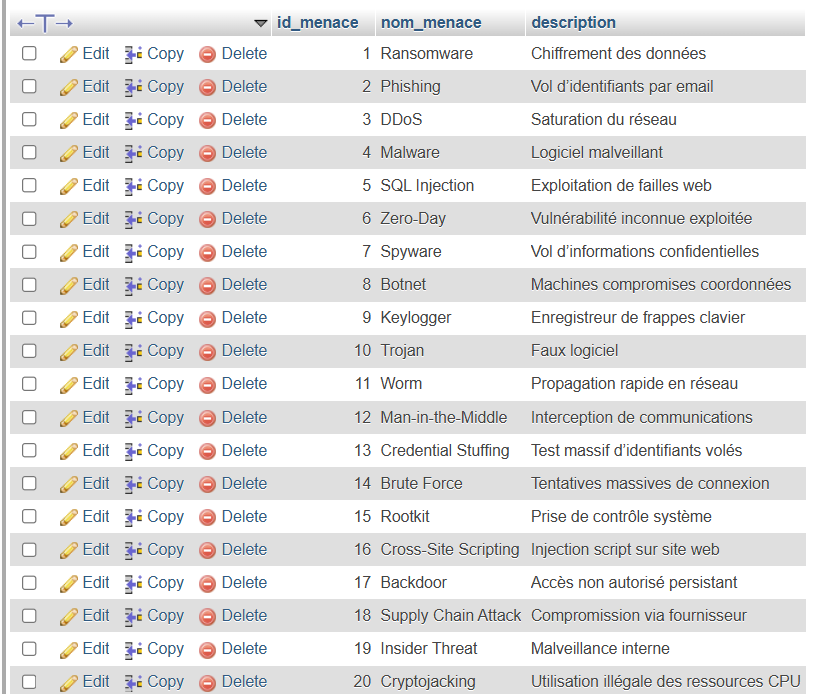 id_menace nom_menace description
Edit Copy Delete 1 Ransomware Chiffrement des données
Edit Copy Delete 2 Phishing Vol d’identifiants par email
Edit Copy Delete 3 DDoS Saturation du réseau
Edit Copy Delete 4 Malware Logiciel malveillant
Edit Copy Delete 5 SQL Injection Exploitation de failles web
Edit Copy Delete 6 Zero-Day Vulnérabilité inconnue exploitée
Edit Copy Delete 7 Spyware Vol d’informations confidentielles
Edit Copy Delete 8 Botnet Machines compromises coordonnées
Edit Copy Delete 9 Keylogger Enregistreur de frappes clavier
Edit Copy Delete 10 Trojan Faux logiciel
Edit Copy Delete 11 Worm Propagation rapide en réseau
Edit Copy Delete 12 Man-in-the-Middle Interception de communications
Edit Copy Delete 13 Credential Stuffing Test massif d’identifiants volés
Edit Copy Delete 14 Brute Force Tentatives massives de connexion
Edit Copy Delete 15 Rootkit Prise de contrôle système
Edit Copy Delete 16 Cross-Site Scripting Injection script sur site web
Edit Copy Delete 17 Backdoor Accès non autorisé persistant
Edit Copy Delete 18 Supply Chain Attack Compromission via fournisseur
Edit Copy Delete 19 Insider Threat Malveillance interne
Edit Copy Delete 20 Cryptojacking Utilisation illégale des ressources CPU